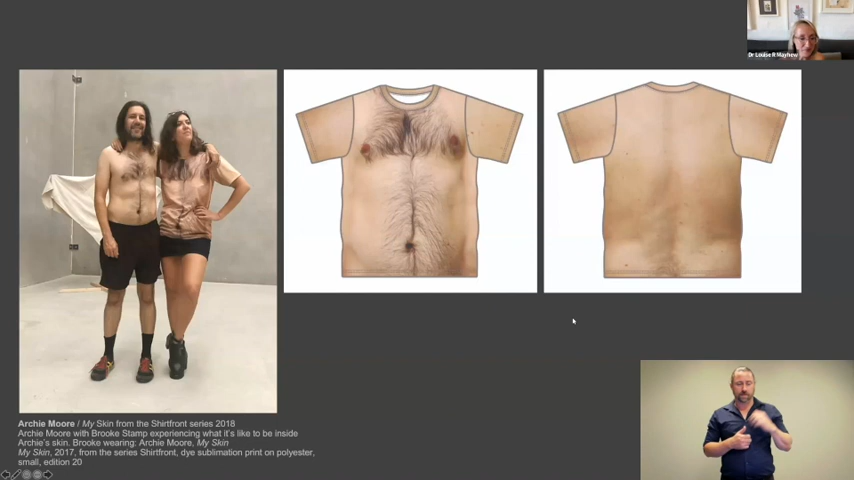 Dr Louise R Mayhew
Archie Moore / My Skin from the Shirtfront series 2018
Archie Moore with Brooke Stamp experiencing what it's like to be inside
Archie's skin. Brooke wearing: Archie Moore, My Skin
My Skin, 2017, from the series Shirtfront, dye sublimation print on polyester,
small, edition 20